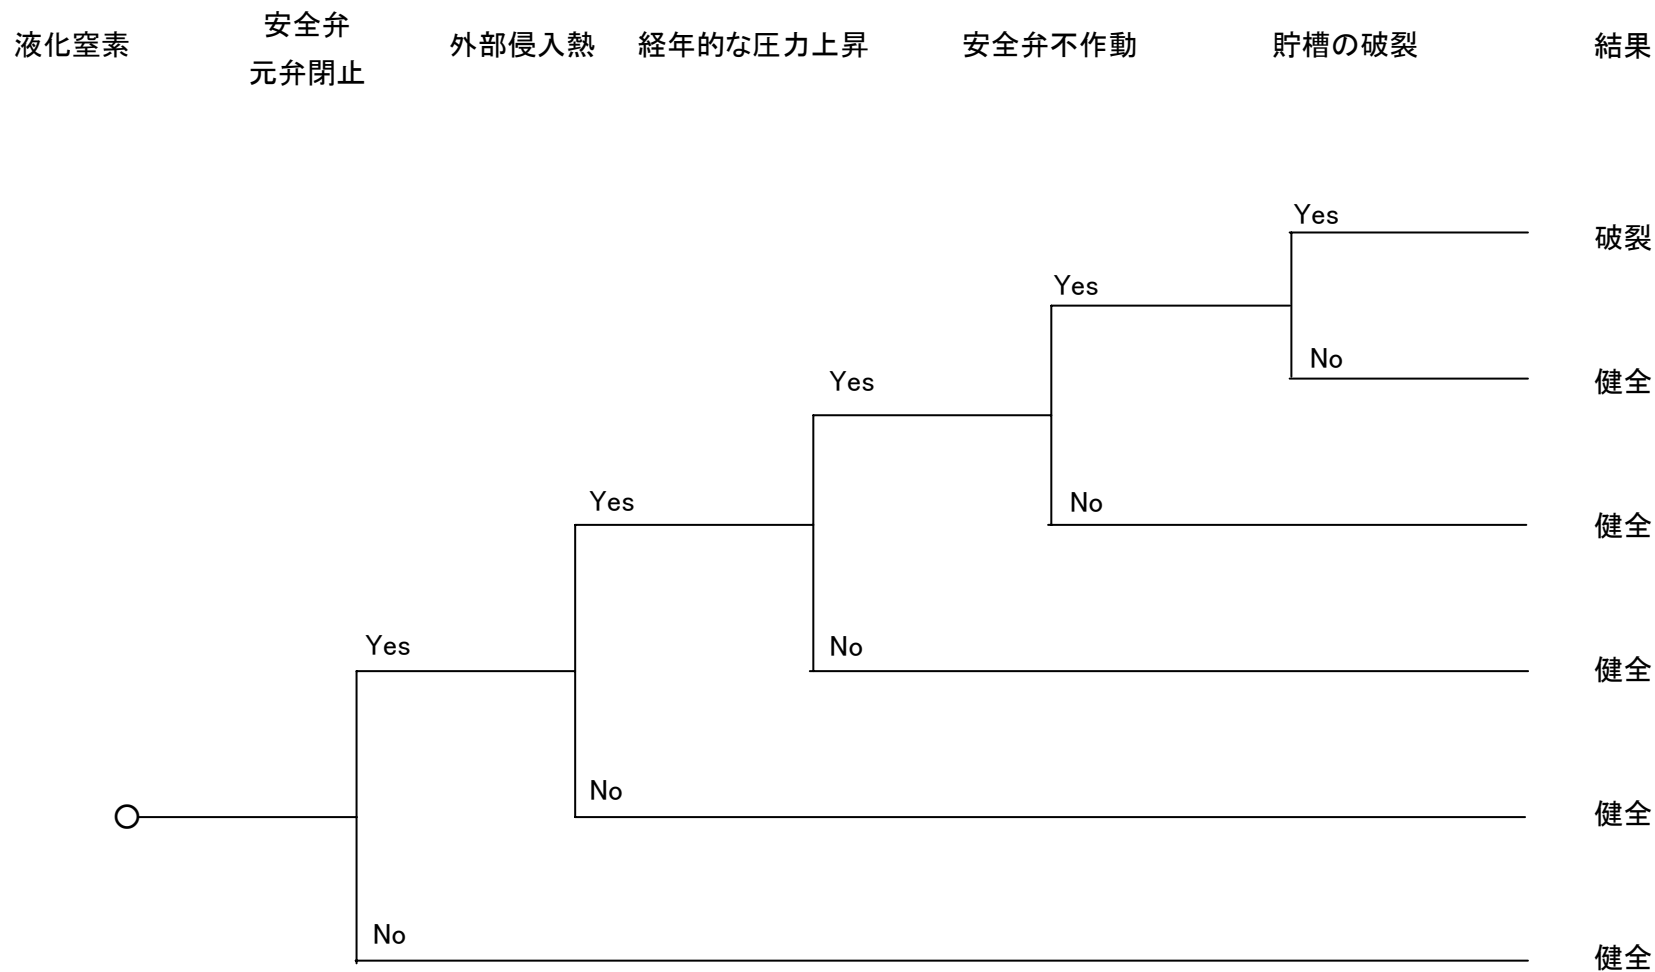 液化窒素
安全弁
元弁閉止
外部侵入熱
経年的な圧力上昇
安全弁不作動
貯槽の破裂
結果
Yes
破裂
Yes
No
健全
Yes
Yes
No
健全
Yes
No
健全
No
健全
No
健全